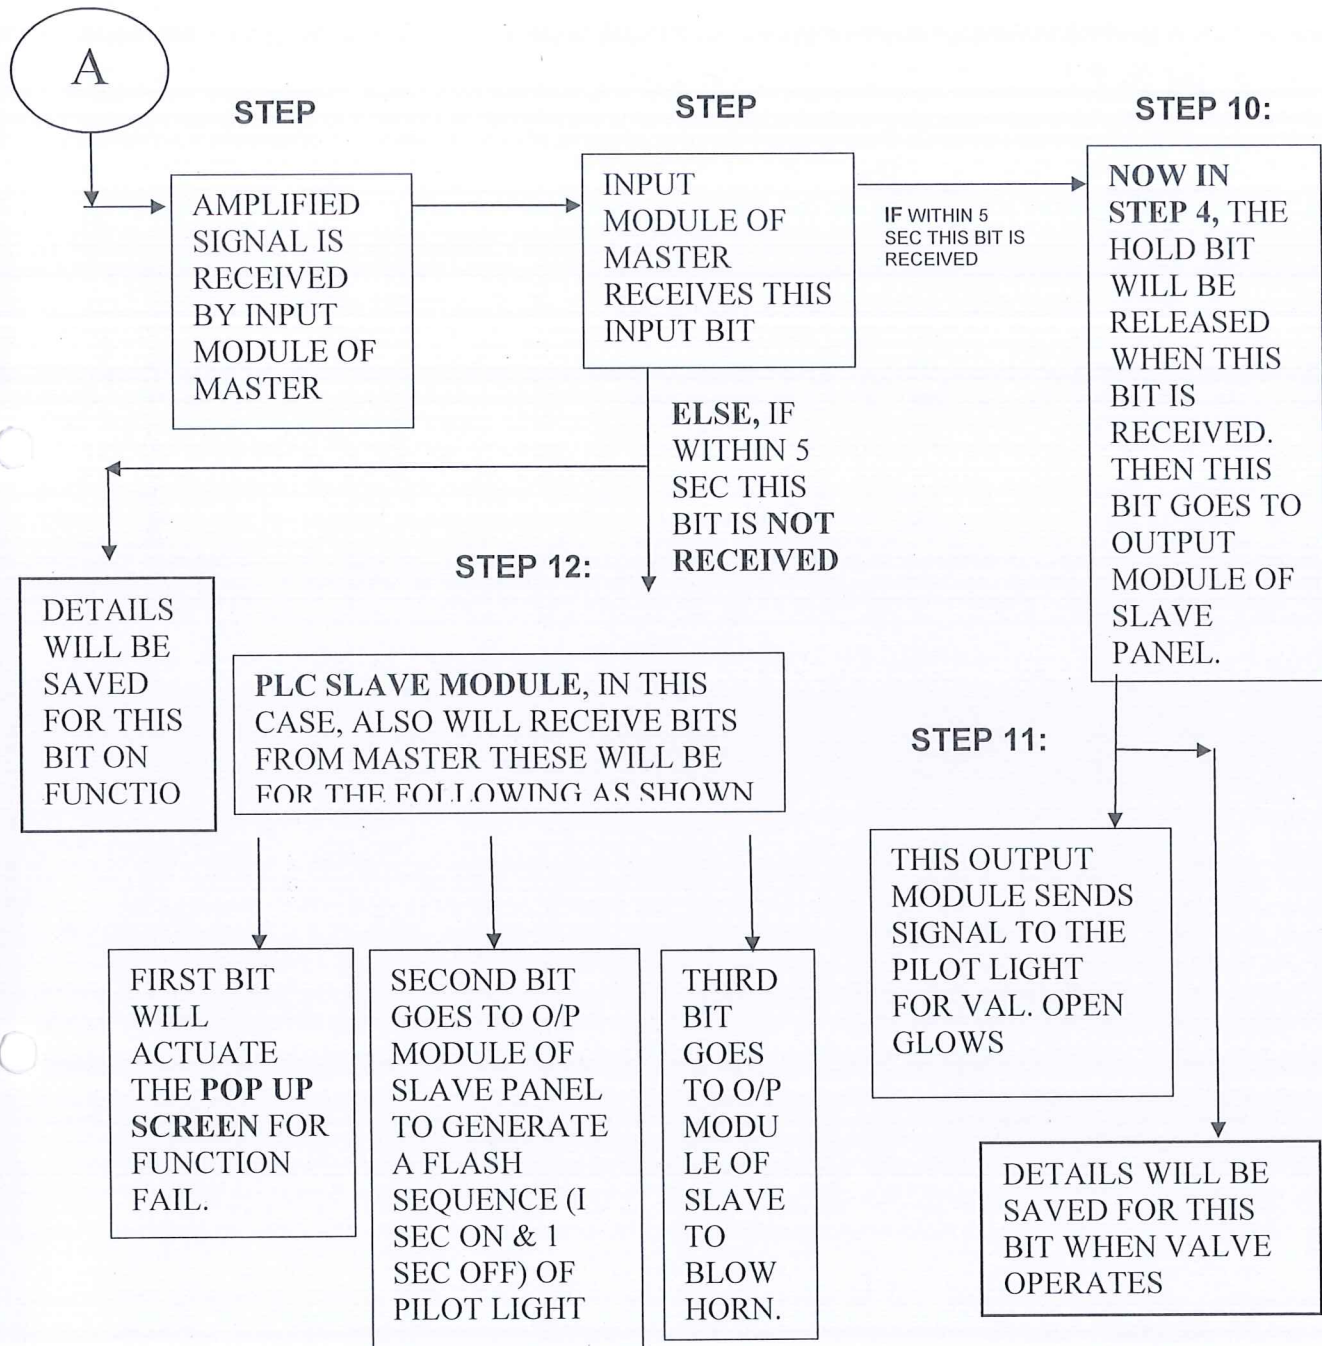 A
STEP
STEP
STEP 10:
AMPLIFIED
SIGNAL IS
RECEIVED
BY INPUT
MODULE OF
MASTER
INPUT
MODULE OF
MASTER
RECEIVES THIS
INPUT BIT
IF WITHIN 5
SEC THIS BIT IS
RECEIVED
NOW IN
STEP 4, THE
HOLD BIT
WILL BE
RELEASED
WHEN THIS
BIT IS
RECEIVED.
THEN THIS
BIT GOES TO
OUTPUT
MODULE OF
SLAVE
PANEL.
ELSE, IF
WITHIN 5
SEC THIS
BIT IS NOT
RECEIVED
STEP 12:
DETAILS
WILL BE
SAVED
FOR THIS
BIT ON
FUNCTIO
PLC SLAVE MODULE, IN THIS
CASE, ALSO WILL RECEIVE BITS
FROM MASTER THESE WILL BE
FOR THE FOLLOWING AS SHOWN
STEP 11:
THIS OUTPUT
MODULE SENDS
SIGNAL TO THE
PILOT LIGHT
FOR VAL. OPEN
GLOWS
FIRST BIT
WILL
ACTUATE
THE POP UP
SCREEN FOR
FUNCTION
FAIL.
SECOND BIT
GOES TO O/P
MODULE OF
SLAVE PANEL
TO GENERATE
A FLASH
SEQUENCE (I
SEC ON & 1
SEC OFF) OF
PILOT LIGHT
THIRD
BIT
GOES
TO O/P
MODU
LE OF
SLAVE
TO
BLOW
HORN.
DETAILS WILL BE
SAVED FOR THIS
BIT WHEN VALVE
OPERATES